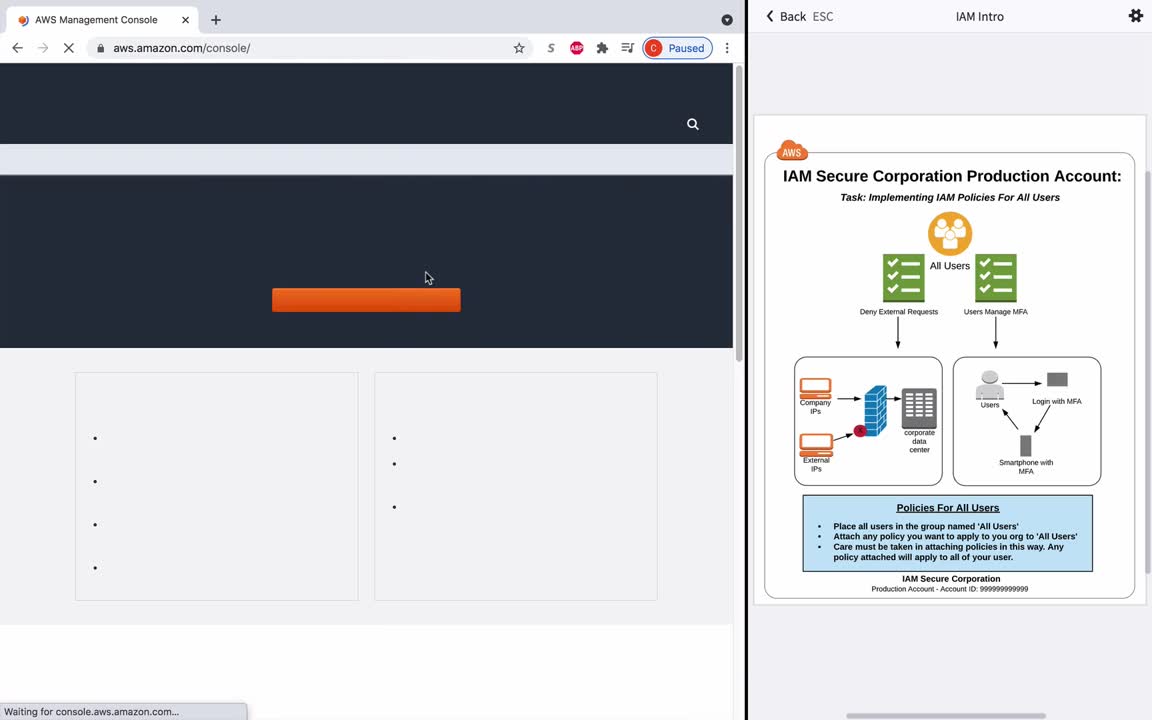 AWS Management Console
aws.amazon.com/console/
S
ABP
C Paused
Waiting for console.aws.amazon.com...
Back ESC
IAM Intro
AWS
IAM Secure Corporation Production Account:
Task: Implementing IAM Policies For All Users
All Users
Deny External Requests
Users Manage MFA
Company
IPs
External
IPs
corporate
data
center
Users
Login with MFA
Smartphone with
MFA
Policies For All Users
• Place all users in the group named 'All Users'
• Attach any policy you want to apply to you org to 'All Users'
• Care must be taken in attaching policies in this way. Any
policy attached will apply to all of your user.
IAM Secure Corporation
Production Account - Account ID: 999999999999